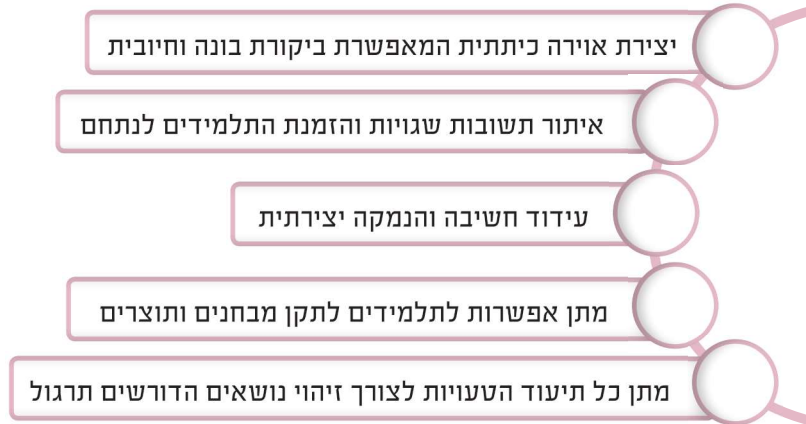 יצירת אוירה כיתתית המאפשרת ביקורת בונה וחיובית
איתור תשובות שגויות והזמנת התלמידים לנתחם
עידוד חשיבה והנמקה יצירתית
מתן אפשרות לתלמידים לתקן מבחנים ותוצרים
מתן כל תיעוד הטעויות לצורך זיהוי נושאים הדורשים תרגול